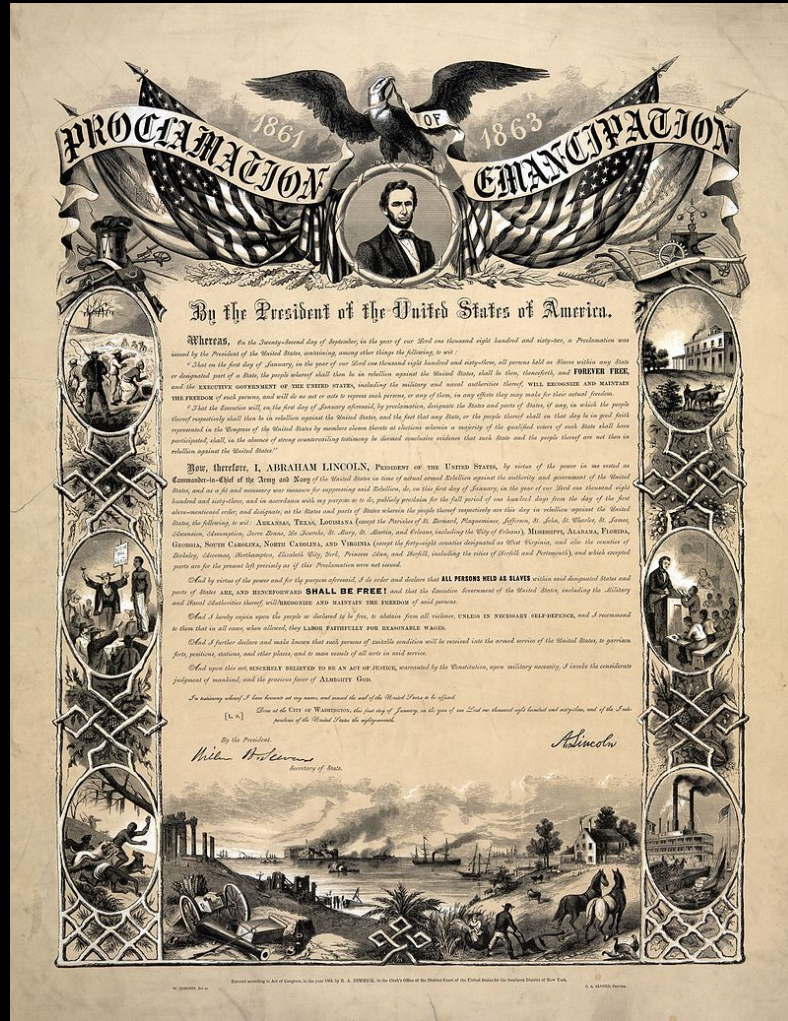 1861
1863
PROCLAMATION
OF
EMANCIPATION
By the President of the United States of America.
Whereas, On the Twenty-Second day of September, in the year of our Lord one thousand eight hundred and sixty-two, a Proclamation was
issued by the President of the United States, containing, among other things the following, to wit:
"That on the first day of January, in the year of our Lord one thousand eight hundred and sixty-three, all persons held as Slaves within any State
or designated part of a State, the people whereof shall then be in rebellion against the United States, shall be then, thenceforth, and FOREVER FREE,
and the EXECUTIVE GOVERNMENT OF THE UNITED STATES, including the military and naval authorities thereof, WILL RECOGNIZE AND MAINTAIN
THE FREEDOM of such persons, and will do no act or acts to repress such persons, or any of them, in any efforts they may make for their actual freedom.
"That the Executive will, on the first day of January aforesaid, by proclamation, designate the States and parts of States, if any, in which the people
thereof respectively shall then be in rebellion against the United States, and the fact that any State, or the people thereof shall on that day be in good faith
represented in the Congress of the United States by members chosen thereto at elections wherein a majority of the qualified voters of such State shall have
participated, shall, in the absence of strong countervailing testimony be deemed conclusive evidence that such State and the people thereof are not then in
rebellion against the United States."
Now, therefore, I, ABRAHAM LINCOLN, PRESIDENT OF THE UNITED STATES, by virtue of the power in me vested as
Commander-in-Chief of the Army and Navy of the United States in time of actual armed Rebellion against the authority and government of the United
States, and as a fit and necessary war measure for suppressing said Rebellion, do, on this first day of January, in the year of our Lord one thousand eight
hundred and sixty-three, and in accordance with my purpose so to do, publicly proclaim for the full period of one hundred days from the day of the first
above-mentioned order, and designate, as the States and parts of States wherein the people thereof respectively are this day in rebellion against the United
States, the following, to wit: ARKANSAS, TEXAS, LOUISIANA (except the Parishes of St. Bernard, Plaquemines, Jefferson, St. John, St. Charles, St. James,
Ascension, Assumption, Terre Bonne, La Fourche, St. Mary, St. Martin, and Orleans, including the City of Orleans), MISSISSIPPI, ALABAMA, FLORIDA,
GEORGIA, SOUTH CAROLINA, NORTH CAROLINA, AND VIRGINIA (except the forty-eight counties designated as West Virginia, and also the counties of
Berkeley, Accomac, Northampton, Elizabeth City, York, Princess Ann, and Norfolk, including the cities of Norfolk and Portsmouth), and which excepted
parts are for the present left precisely as if this Proclamation were not issued.
And by virtue of the power and for the purpose aforesaid, I do order and declare that ALL PERSONS HELD AS SLAVES within said designated States and
parts of States ARE, AND HENCEFORWARD SHALL BE FREE! and that the Executive Government of the United States, including the Military
and Naval Authorities thereof, will RECOGNIZE AND MAINTAIN THE FREEDOM of said persons.
And I hereby enjoin upon the people so declared to be free, to abstain from all violence, UNLESS IN NECESSARY SELF-DEFENCE, and I recommend
to them that in all cases, when allowed, they LABOR FAITHFULLY FOR REASONABLE WAGES.
And I further declare and make known that such persons of suitable condition will be received into the armed service of the United States, to garrison
forts, positions, stations, and other places, and to man vessels of all sorts in said service.
And upon this act, SINCERELY BELIEVED TO BE AN ACT OF JUSTICE, warranted by the Constitution, upon military necessity, I invoke the considerate
judgment of mankind, and the gracious favor of ALMIGHTY GOD.
In testimony whereof I have hereunto set my name, and caused the seal of the United States to be affixed.
Done at the CITY OF WASHINGTON, this first day of January, in the year of our Lord one thousand eight hundred and sixty-three, and of the Inde-
[L. S.] pendence of the United States the eighty-seventh.
By the President.
A. Lincoln
William H. Seward
Secretary of State.
Entered according to Act of Congress, in the year 1864, by R. A. DIMMICK, in the Clerk's Office of the District Court of the United States for the Southern District of New York.